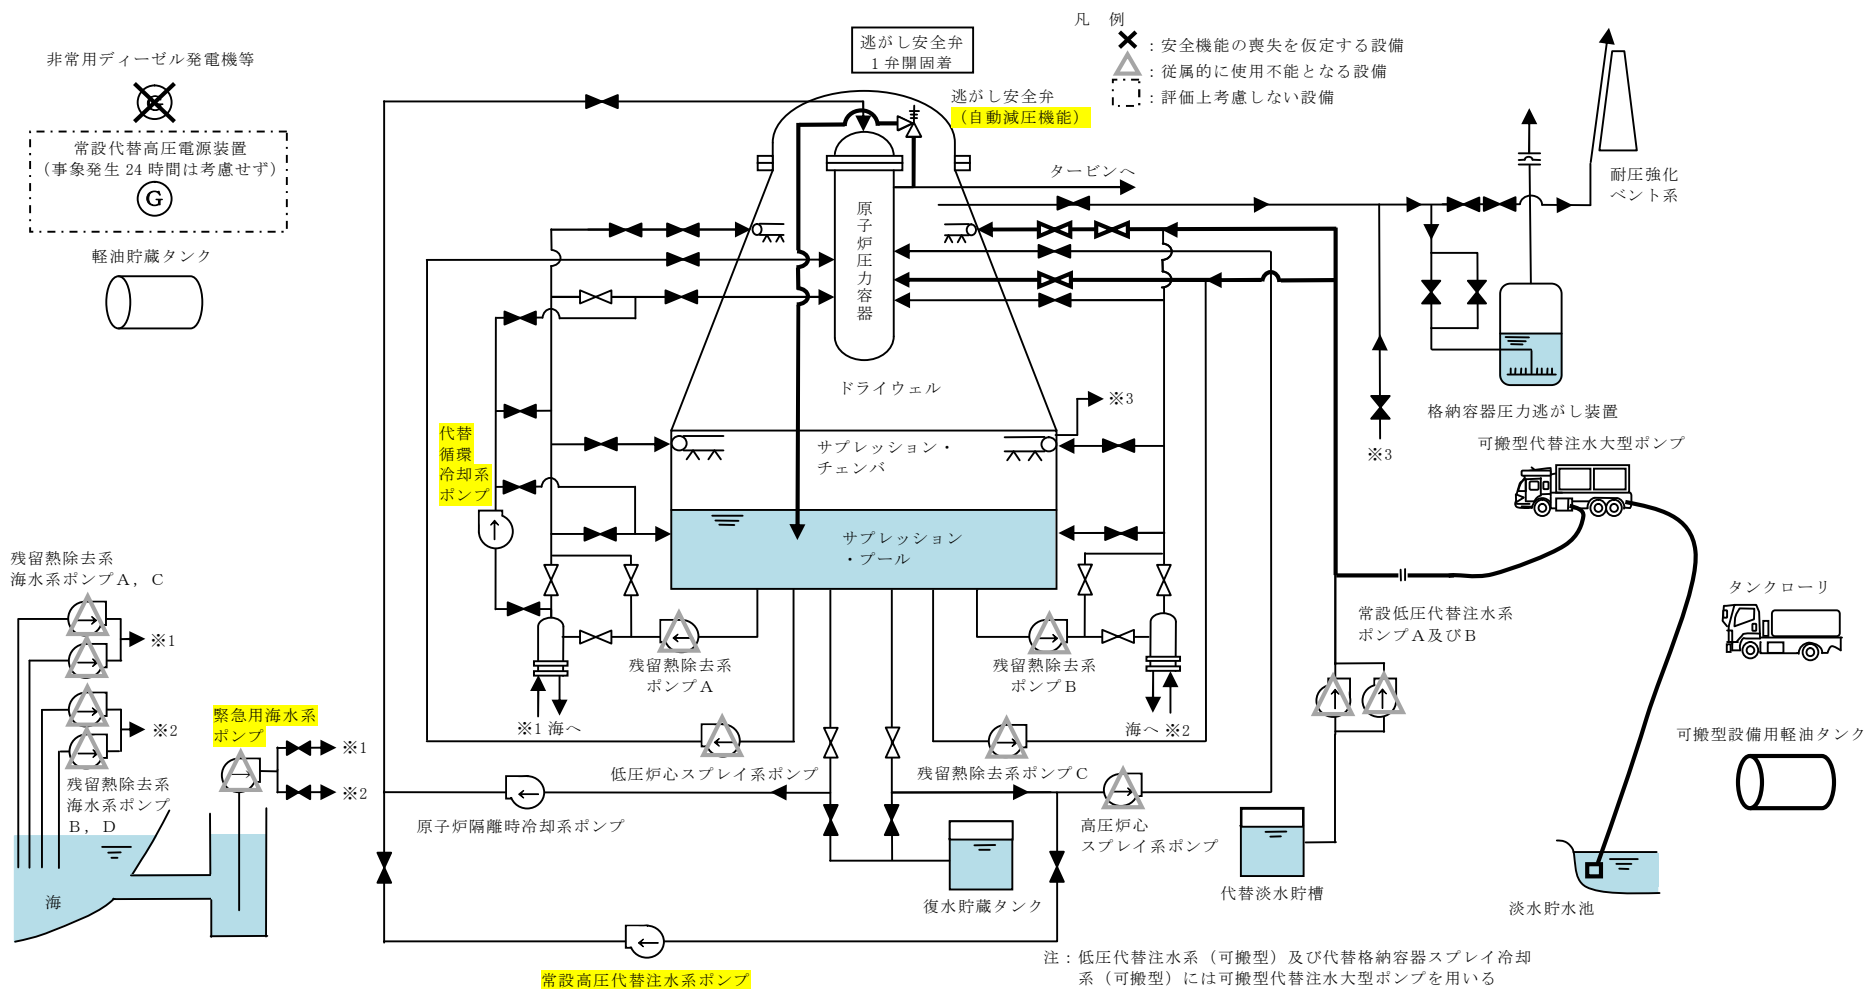 凡　例
：安全機能の喪失を仮定する設備
：従属的に使用不能となる設備
：評価上考慮しない設備
非常用ディーゼル発電機等
G
常設代替高圧電源装置
（事象発生 24 時間は考慮せず）
G
軽油貯蔵タンク
逃がし安全弁
1 弁開固着
逃がし安全弁
（自動減圧機能）
タービンへ
耐圧強化
ベント系
原子炉圧力容器
ドライウェル
※3
※3
格納容器圧力逃がし装置
可搬型代替注水大型ポンプ
代替
循環
冷却系
ポンプ
サプレッション・
チェンバ
サプレッション
・プール
残留熱除去系
海水系ポンプＡ，Ｃ
※1
※2
残留熱除去系
海水系ポンプ
Ｂ，Ｄ
緊急用海水系
ポンプ
※1
※2
海
残留熱除去系
ポンプＡ
残留熱除去系
ポンプＢ
※1 海へ
海へ ※2
低圧炉心スプレイ系ポンプ
残留熱除去系ポンプＣ
原子炉隔離時冷却系ポンプ
高圧炉心
スプレイ系ポンプ
常設低圧代替注水系
ポンプＡ及びＢ
タンクローリ
可搬型設備用軽油タンク
復水貯蔵タンク
代替淡水貯槽
淡水貯水池
常設高圧代替注水系ポンプ
注：低圧代替注水系（可搬型）及び代替格納容器スプレイ冷却
系（可搬型）には可搬型代替注水大型ポンプを用いる